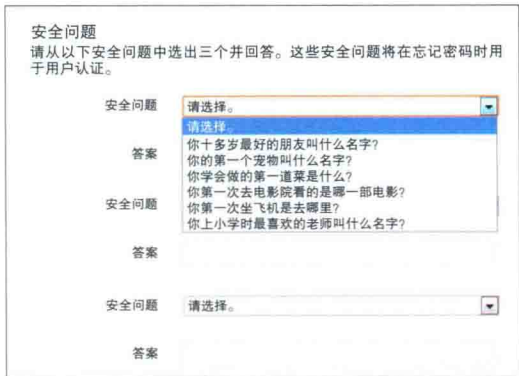 安全问题
请从以下安全问题中选出三个并回答。这些安全问题将在忘记密码时用
于用户认证。
安全问题
请选择。
请选择。
你十多岁最好的朋友叫什么名字?
答案
你的第一个宠物叫什么名字?
你学会做的第一道菜是什么?
你第一次去电影院看的是哪一部电影?
安全问题
你第一次坐飞机是去哪里?
你上小学时最喜欢的老师叫什么名字?
答案
安全问题
请选择。
答案